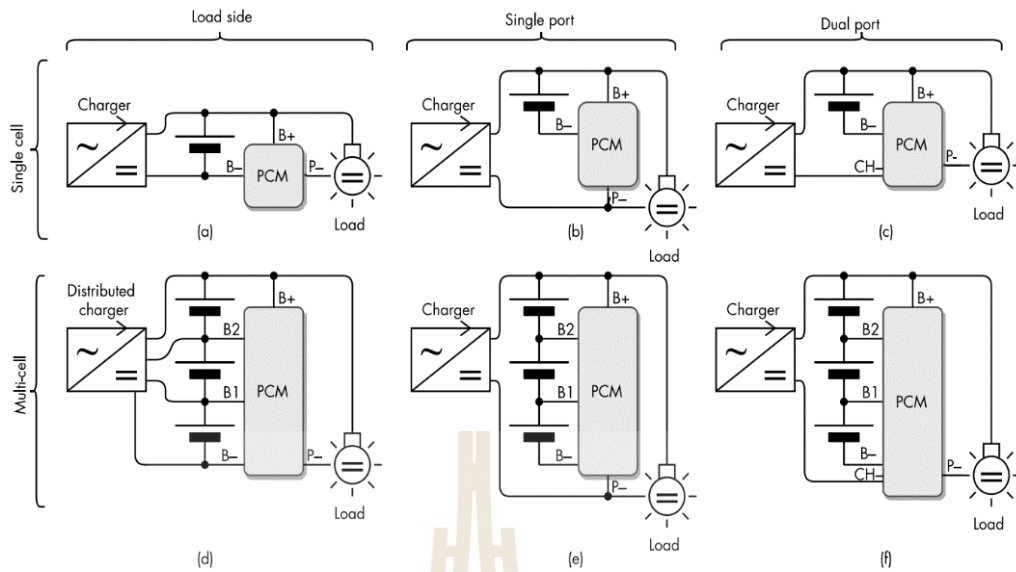 Load side
Single port
Dual port
Single cell
Charger
~
=
B+
B–
PCM
P–
=
Load
(a)
Charger
~
=
B+
B–
PCM
P–
=
Load
(b)
Charger
~
=
B+
B–
PCM
CH–
P-
=
Load
(c)
Multi-cell
Distributed
charger
~
=
B+
B2
B1
PCM
B–
P–
=
Load
(d)
Charger
~
=
B+
B2
B1
PCM
B–
P–
=
Load
(e)
Charger
~
=
B+
B2
B1
PCM
B–
CH–
P–
=
Load
(f)